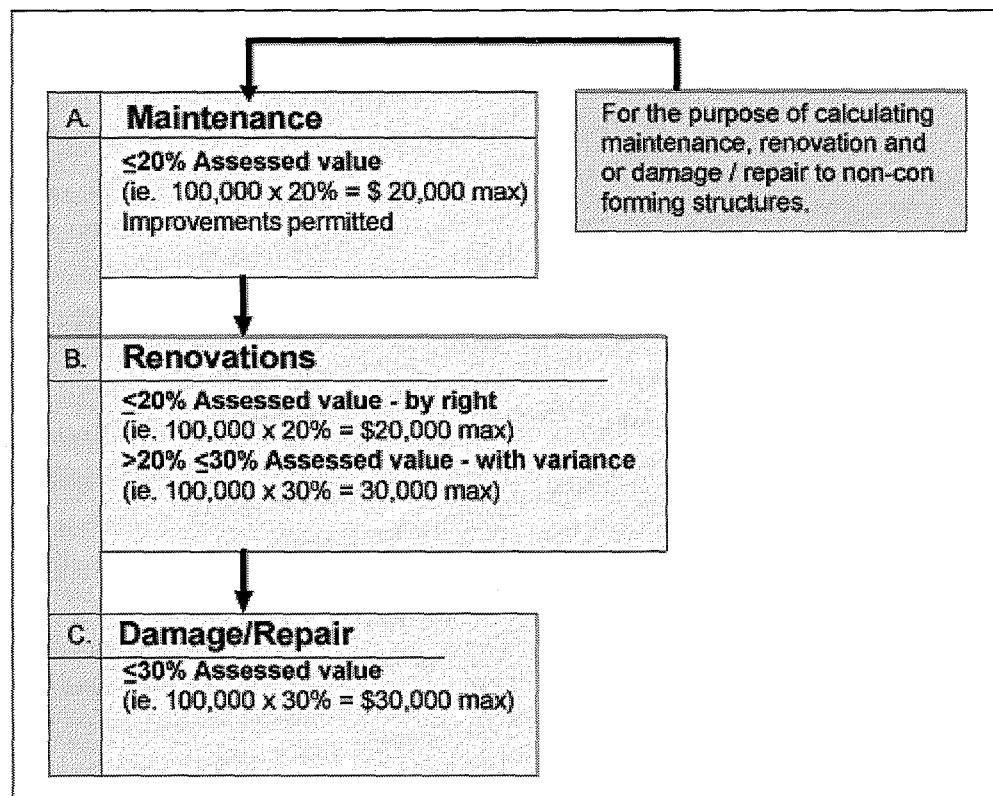 A. Maintenance
≤20% Assessed value
(ie. 100,000 x 20% = $ 20,000 max)
Improvements permitted
For the purpose of calculating
maintenance, renovation and
or damage / repair to non-con
forming structures.
B. Renovations
≤20% Assessed value - by right
(ie. 100,000 x 20% = $20,000 max)
>20% ≤30% Assessed value - with variance
(ie. 100,000 x 30% = 30,000 max)
C. Damage/Repair
≤30% Assessed value
(ie. 100,000 x 30% = $30,000 max)